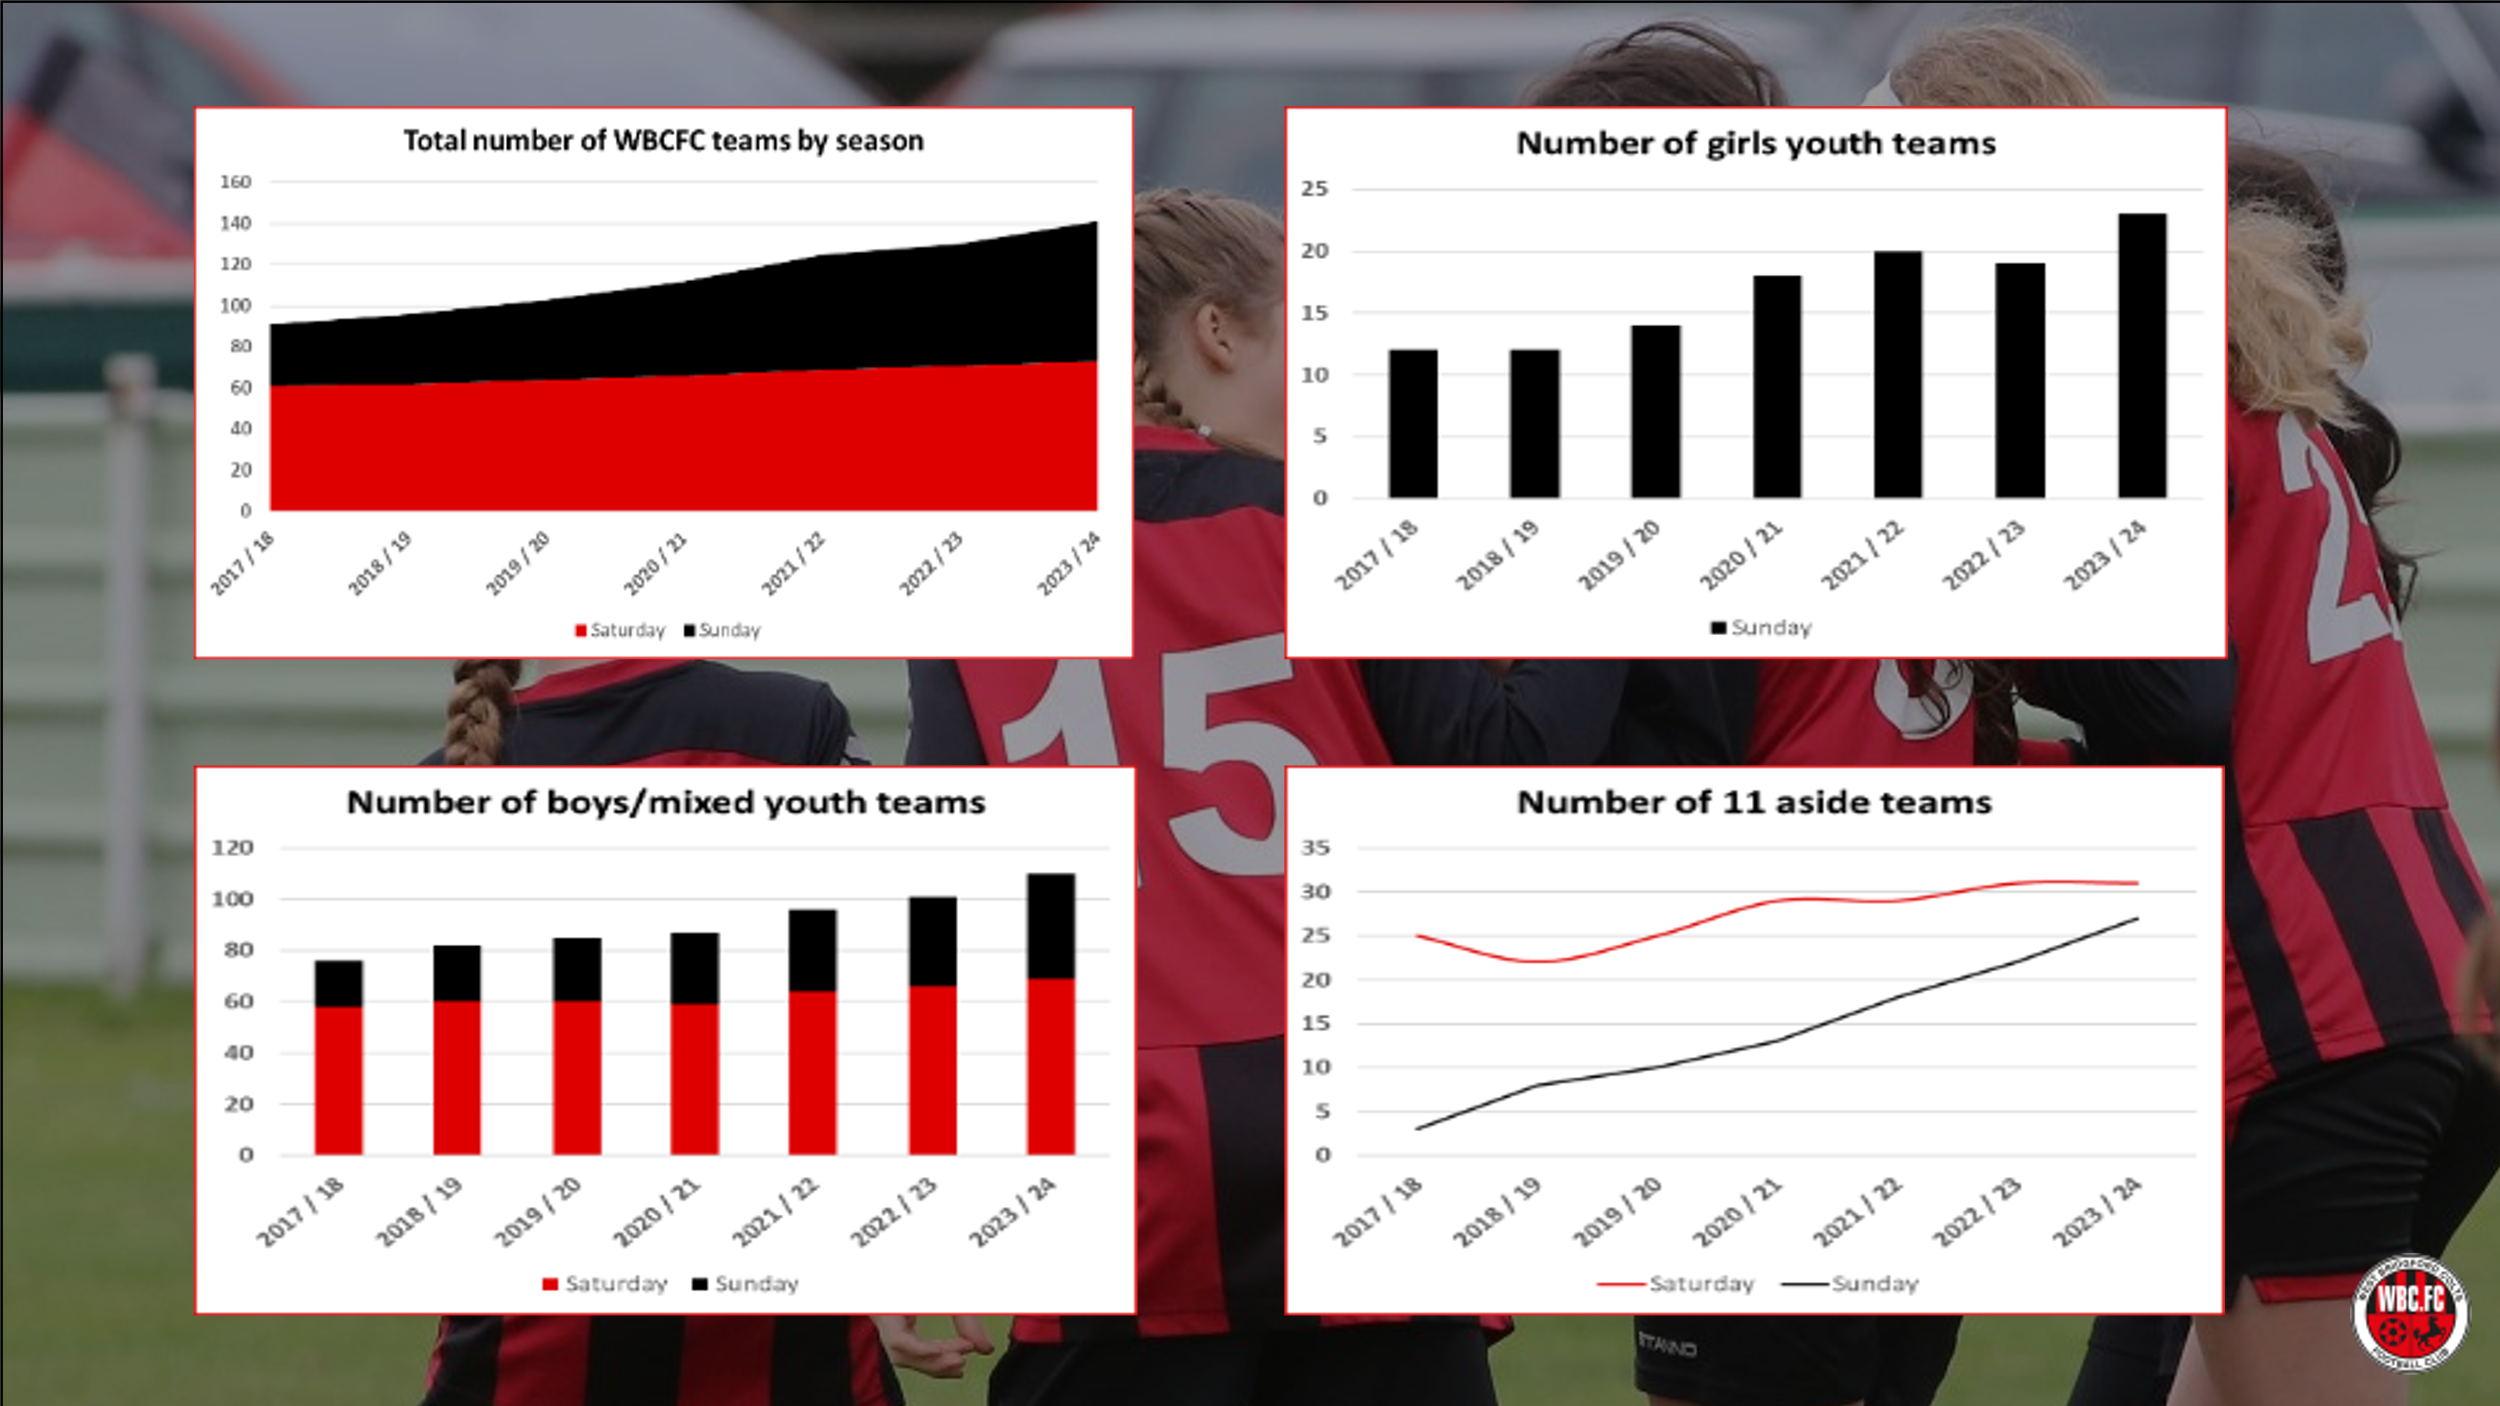 Total number of WBCFC teams by season
160
140
120
100
80
60
40
20
0
2017 / 18
2018 / 19
2019 / 20
2020 / 21
2021 / 22
2022 / 23
2023 / 24
Saturday Sunday
Number of girls youth teams
25
20
15
10
5
0
2017 / 18
2018 / 19
2019 / 20
2020 / 21
2021 / 22
2022 / 23
2023 / 24
Sunday
15
Number of boys/mixed youth teams
120
100
80
60
40
20
0
2017 / 18
2018 / 19
2019 / 20
2020 / 21
2021 / 22
2022 / 23
2023 / 24
Saturday Sunday
Number of 11 aside teams
35
30
25
20
15
10
5
0
2017 / 18
2018 / 19
2019 / 20
2020 / 21
2021 / 22
2022 / 23
2023 / 24
Saturday Sunday
STANNO
WEST BRIDGFORD COLTS
WBC.FC
FOOTBALL CLUB